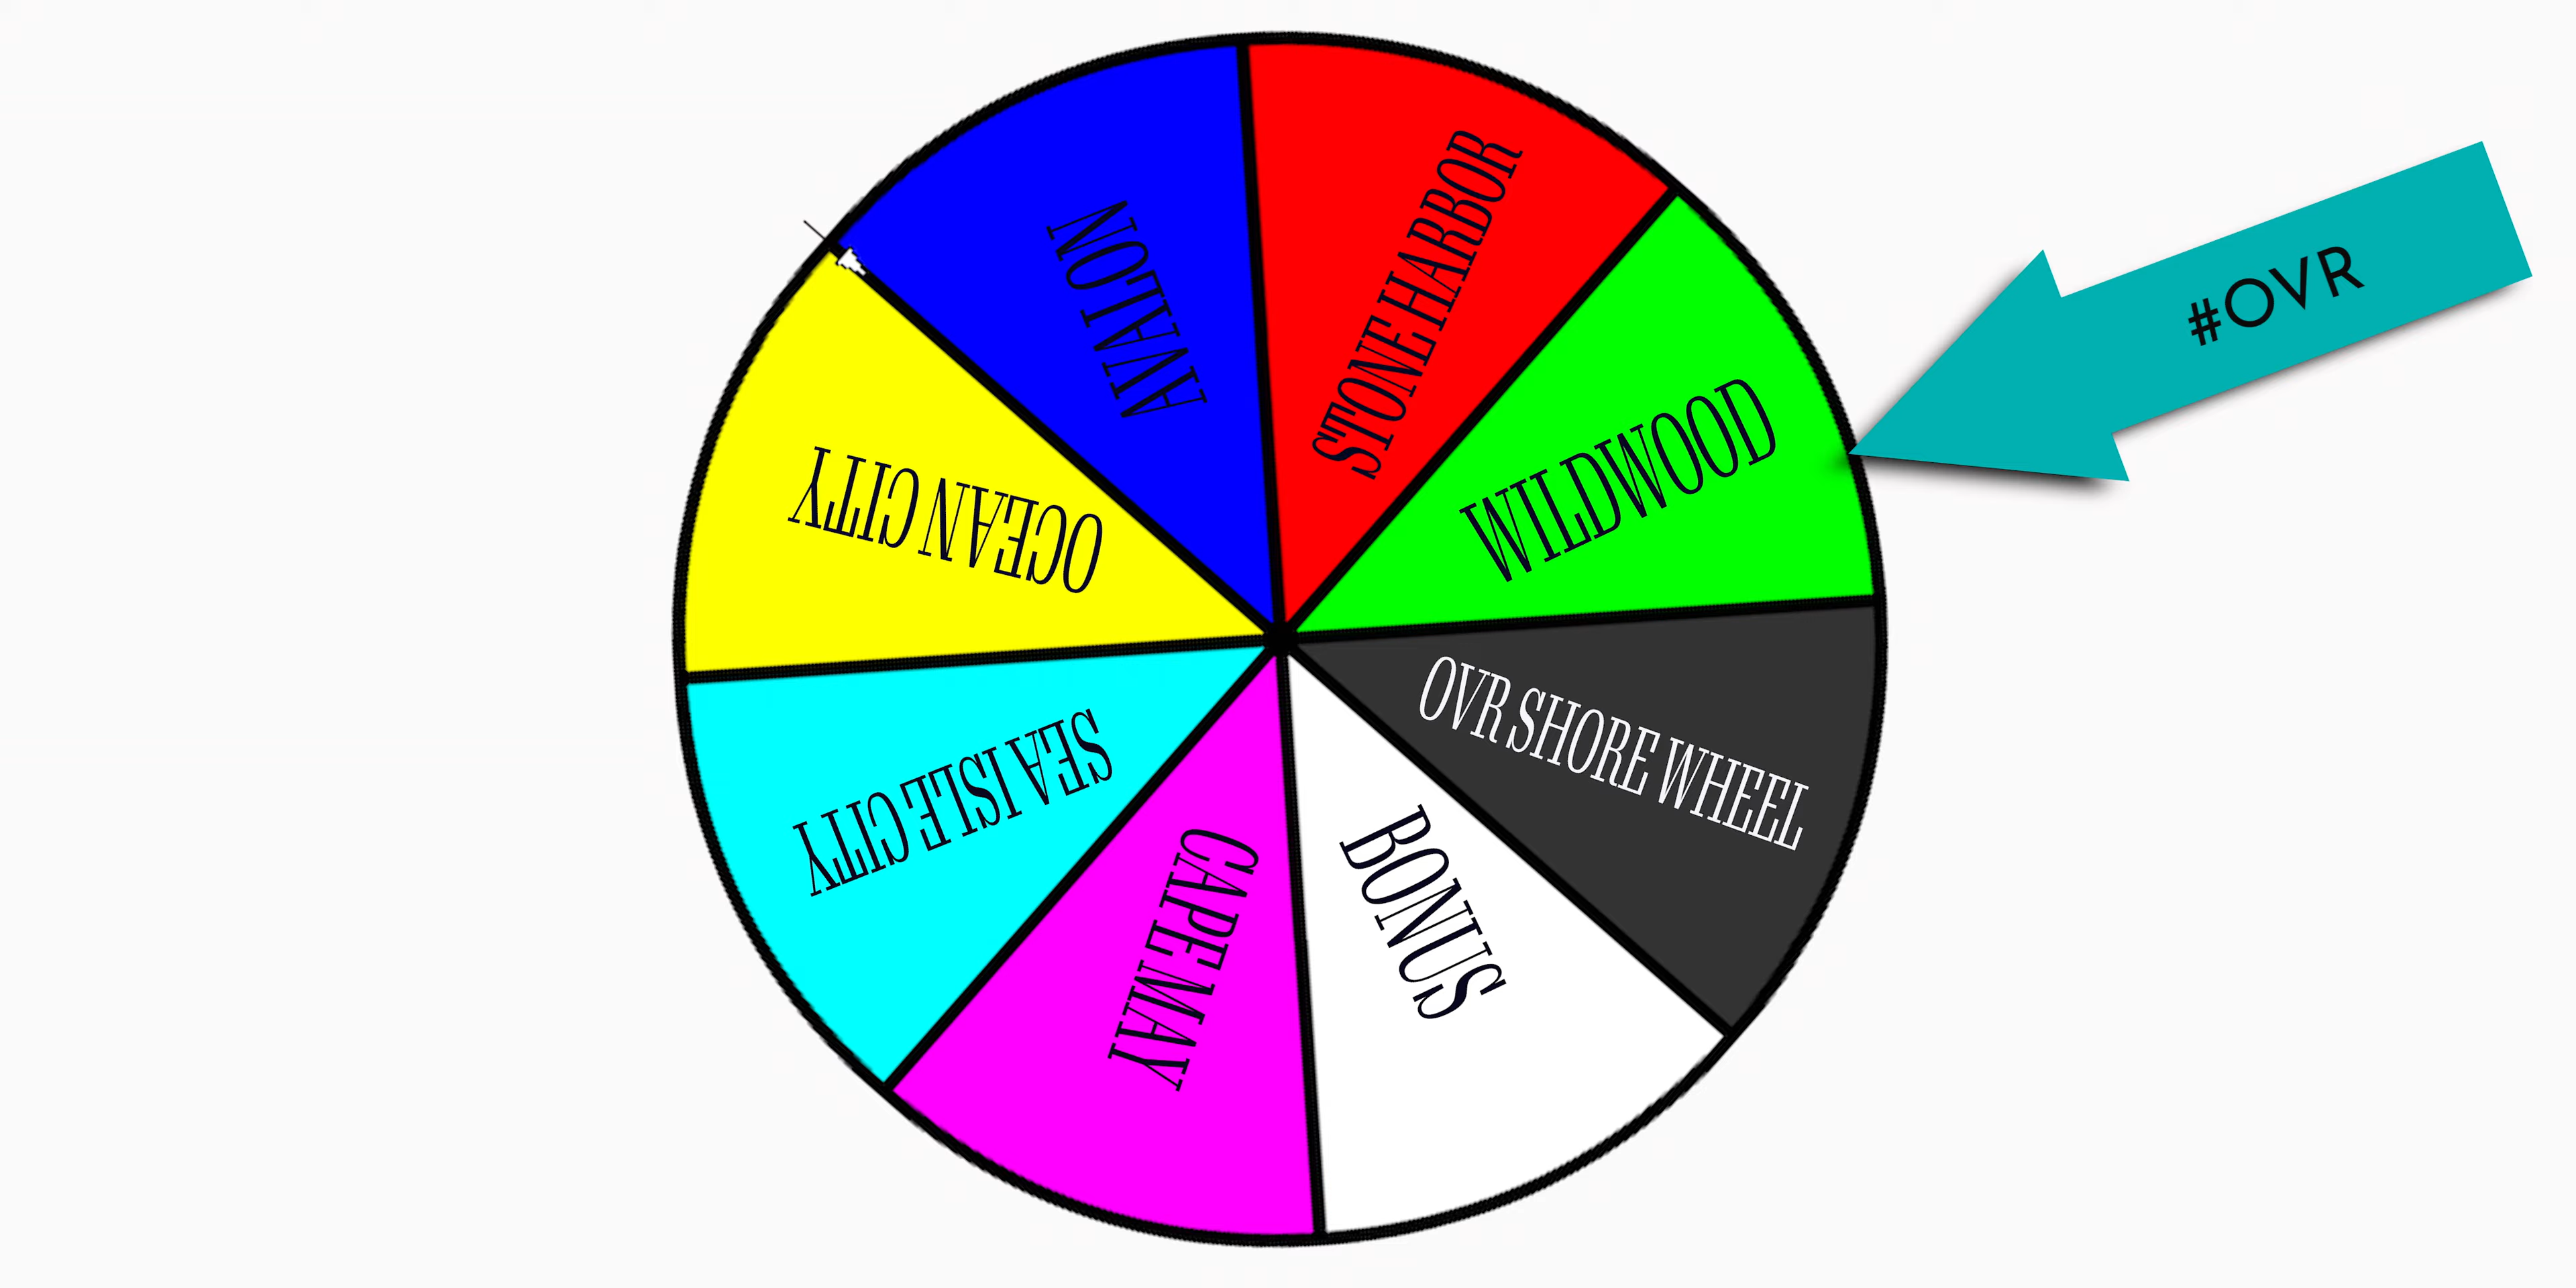 AVALON
STONE HARBOR
WILDWOOD
#OVR
OCEAN CITY
OVR SHORE WHEEL
SEA ISLE CITY
CAPE MAY
BONUS